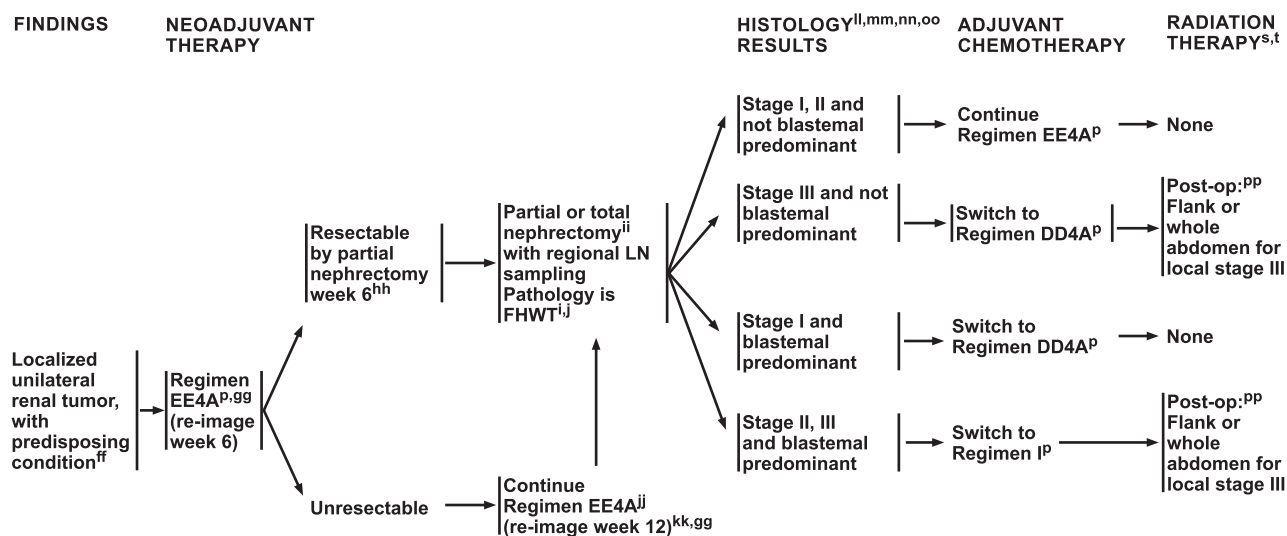 FINDINGS
NEOADJUVANT
THERAPY
HISTOLOGYll,mm,nn,oo
RESULTS
ADJUVANT
CHEMOTHERAPY
RADIATION
THERAPYs,t
Localized
unilateral
renal tumor,
with
predisposing
conditionff
Regimen
EE4Ap,gg
(re-image
week 6)
Resectable
by partial
nephrectomy
week 6hh
Unresectable
Partial or total
nephrectomyii
with regional LN
sampling
Pathology is
FHWTi,j
Continue
Regimen EE4Ajj
(re-image week 12)kk,gg
Stage I, II and
not blastemal
predominant
Continue
Regimen EE4Ap
None
Stage III and not
blastemal
predominant
Switch to
Regimen DD4Ap
Post-op:pp
Flank or
whole
abdomen for
local stage III
Stage I and
blastemal
predominant
Switch to
Regimen DD4Ap
None
Stage II, III
and blastemal
predominant
Switch to
Regimen Ip
Post-op:pp
Flank or
whole
abdomen for
local stage III